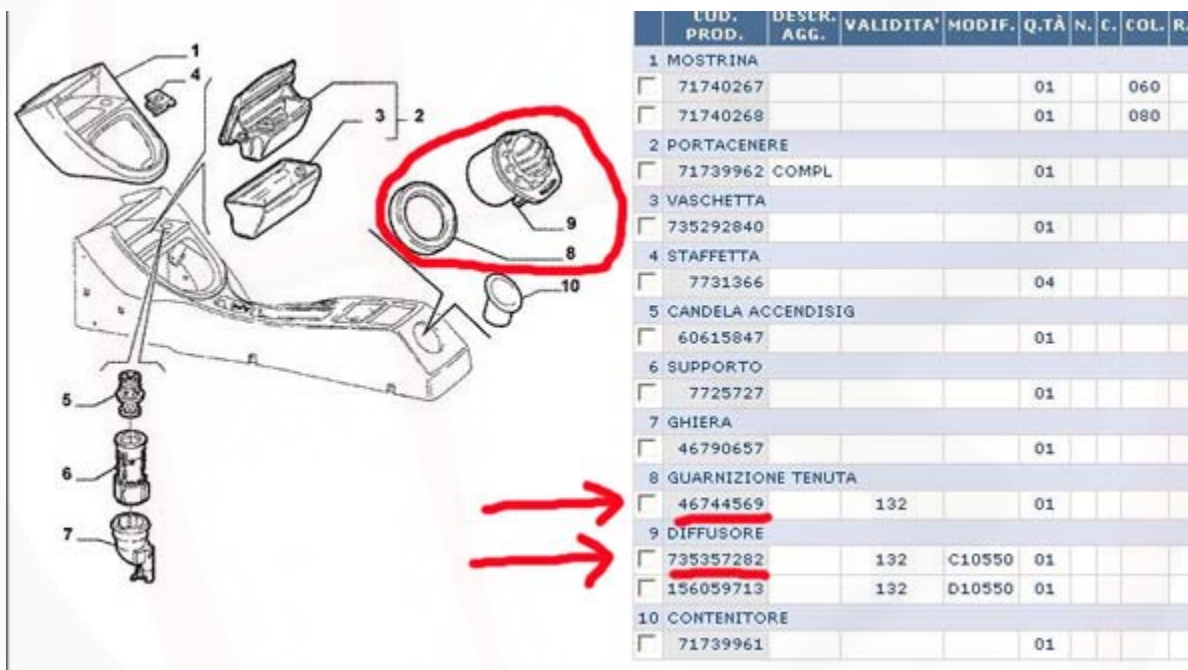 1
4
3
2
9
8
10
5
6
7
COD. PROD. DESCR. AGG. VALIDITA' MODIF. Q.TÀ N. C. COL.
1 MOSTRINA
71740267 01 060
71740268 01 080
2 PORTACENERE
71739962 COMPL 01
3 VASCHETTA
735292840 01
4 STAFFETTA
7731366 04
5 CANDELA ACCENDISIG
60615847 01
6 SUPPORTO
7725727 01
7 GHIERA
46790657 01
8 GUARNIZIONE TENUTA
46744569 132 01
9 DIFFUSORE
735357282 132 C10550 01
156059713 132 D10550 01
10 CONTENITORE
71739961 01